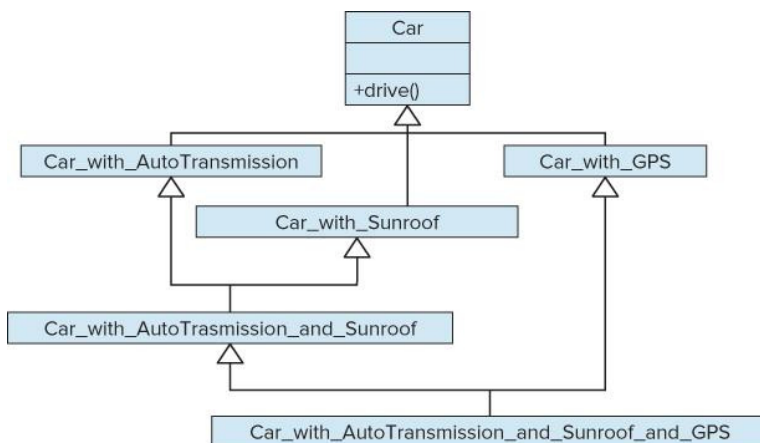 Car
+drive()
Car_with_AutoTransmission
Car_with_GPS
Car_with_Sunroof
Car_with_AutoTrasmission_and_Sunroof
Car_with_AutoTransmission_and_Sunroof_and_GPS